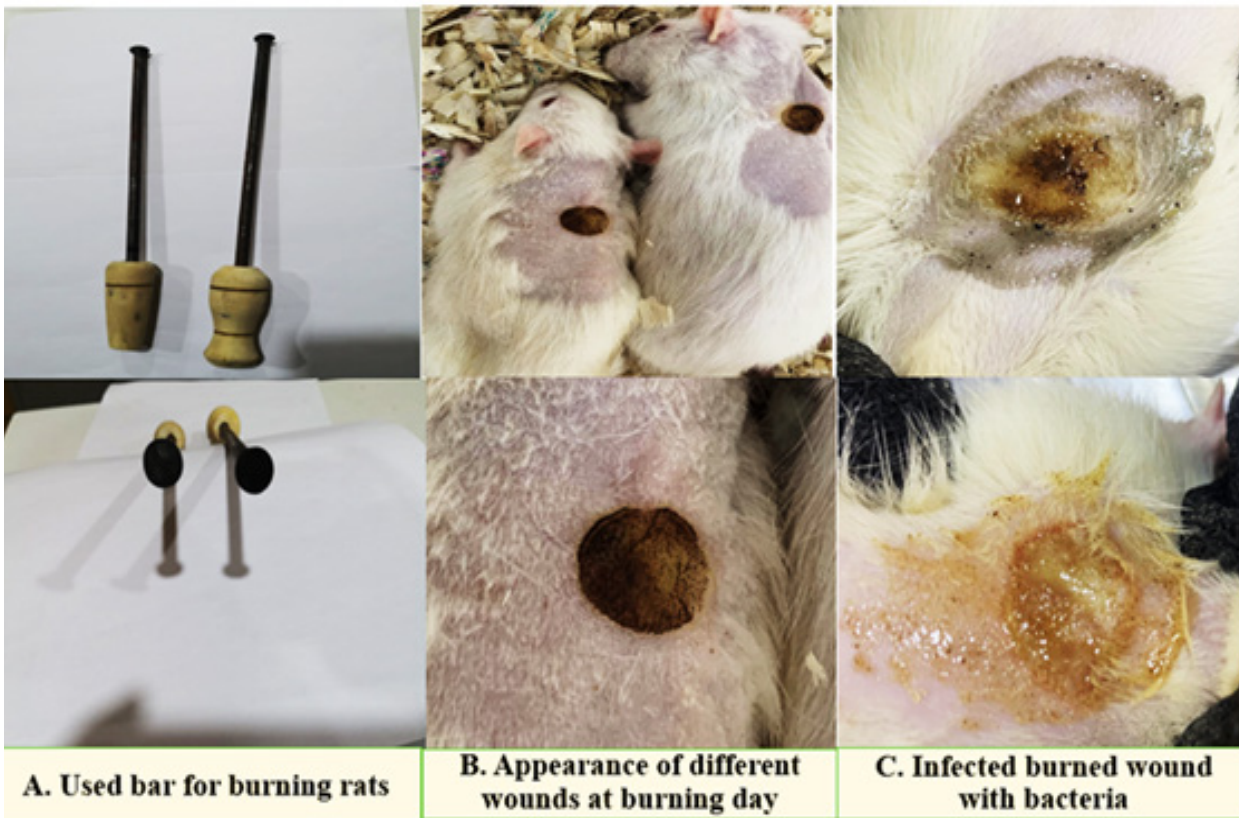 A. Used bar for burning rats
B. Appearance of different
wounds at burning day
C. Infected burned wound
with bacteria